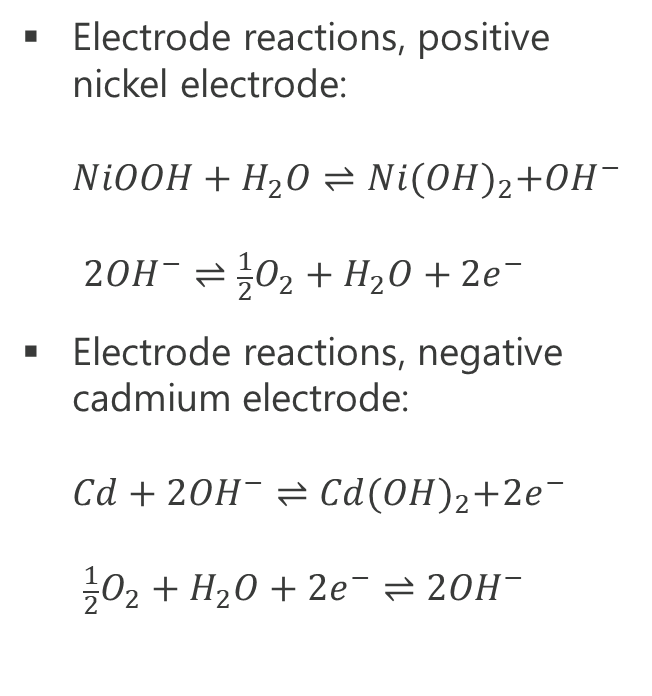 ▪ Electrode reactions, positive
nickel electrode:
NiOOH + H₂O ⇌ Ni(OH)₂+OH⁻
2OH⁻ ⇌ ½O₂ + H₂O + 2e⁻
▪ Electrode reactions, negative
cadmium electrode:
Cd + 2OH⁻ ⇌ Cd(OH)₂+2e⁻
½O₂ + H₂O + 2e⁻ ⇌ 2OH⁻